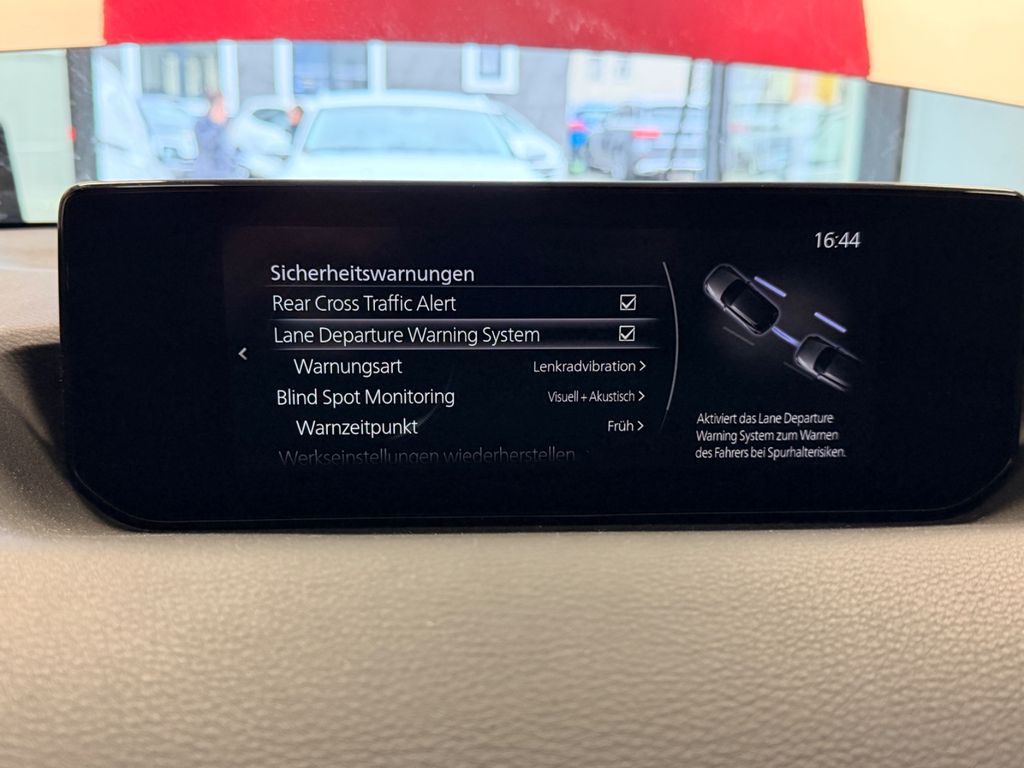 16:44
Sicherheitswarnungen
Rear Cross Traffic Alert
Lane Departure Warning System
Warnungsart Lenkradvibration
Blind Spot Monitoring Visuell + Akustisch
Warnzeitpunkt Früh
Werkseinstellungen wiederherstellen
Aktiviert das Lane Departure
Warning System zum Warnen
des Fahrers bei Spurhalterisiken.